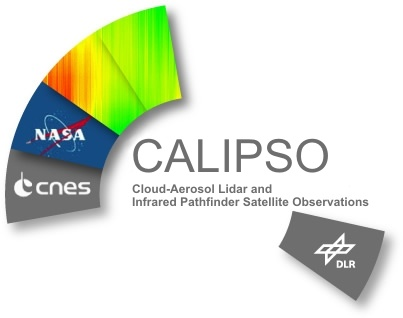 NASA
cnes
CALIPSO
Cloud-Aerosol Lidar and
Infrared Pathfinder Satellite Observations
DLR